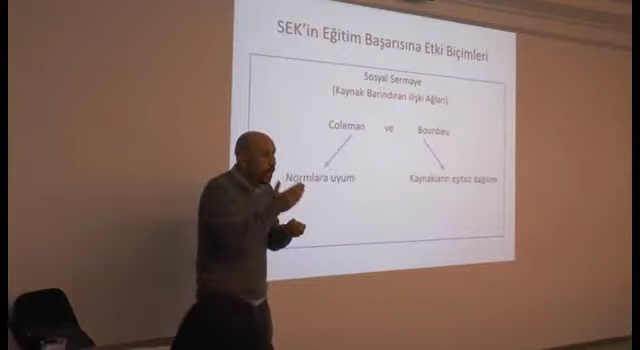 SEK'in Eğitim Başarısına Etki Biçimleri
Sosyal Sermaye
(Kaynak Barındıran İlişki Ağları)
Coleman ve Bourdieu
Normlara uyum Kaynakların eşitsiz dağılımı